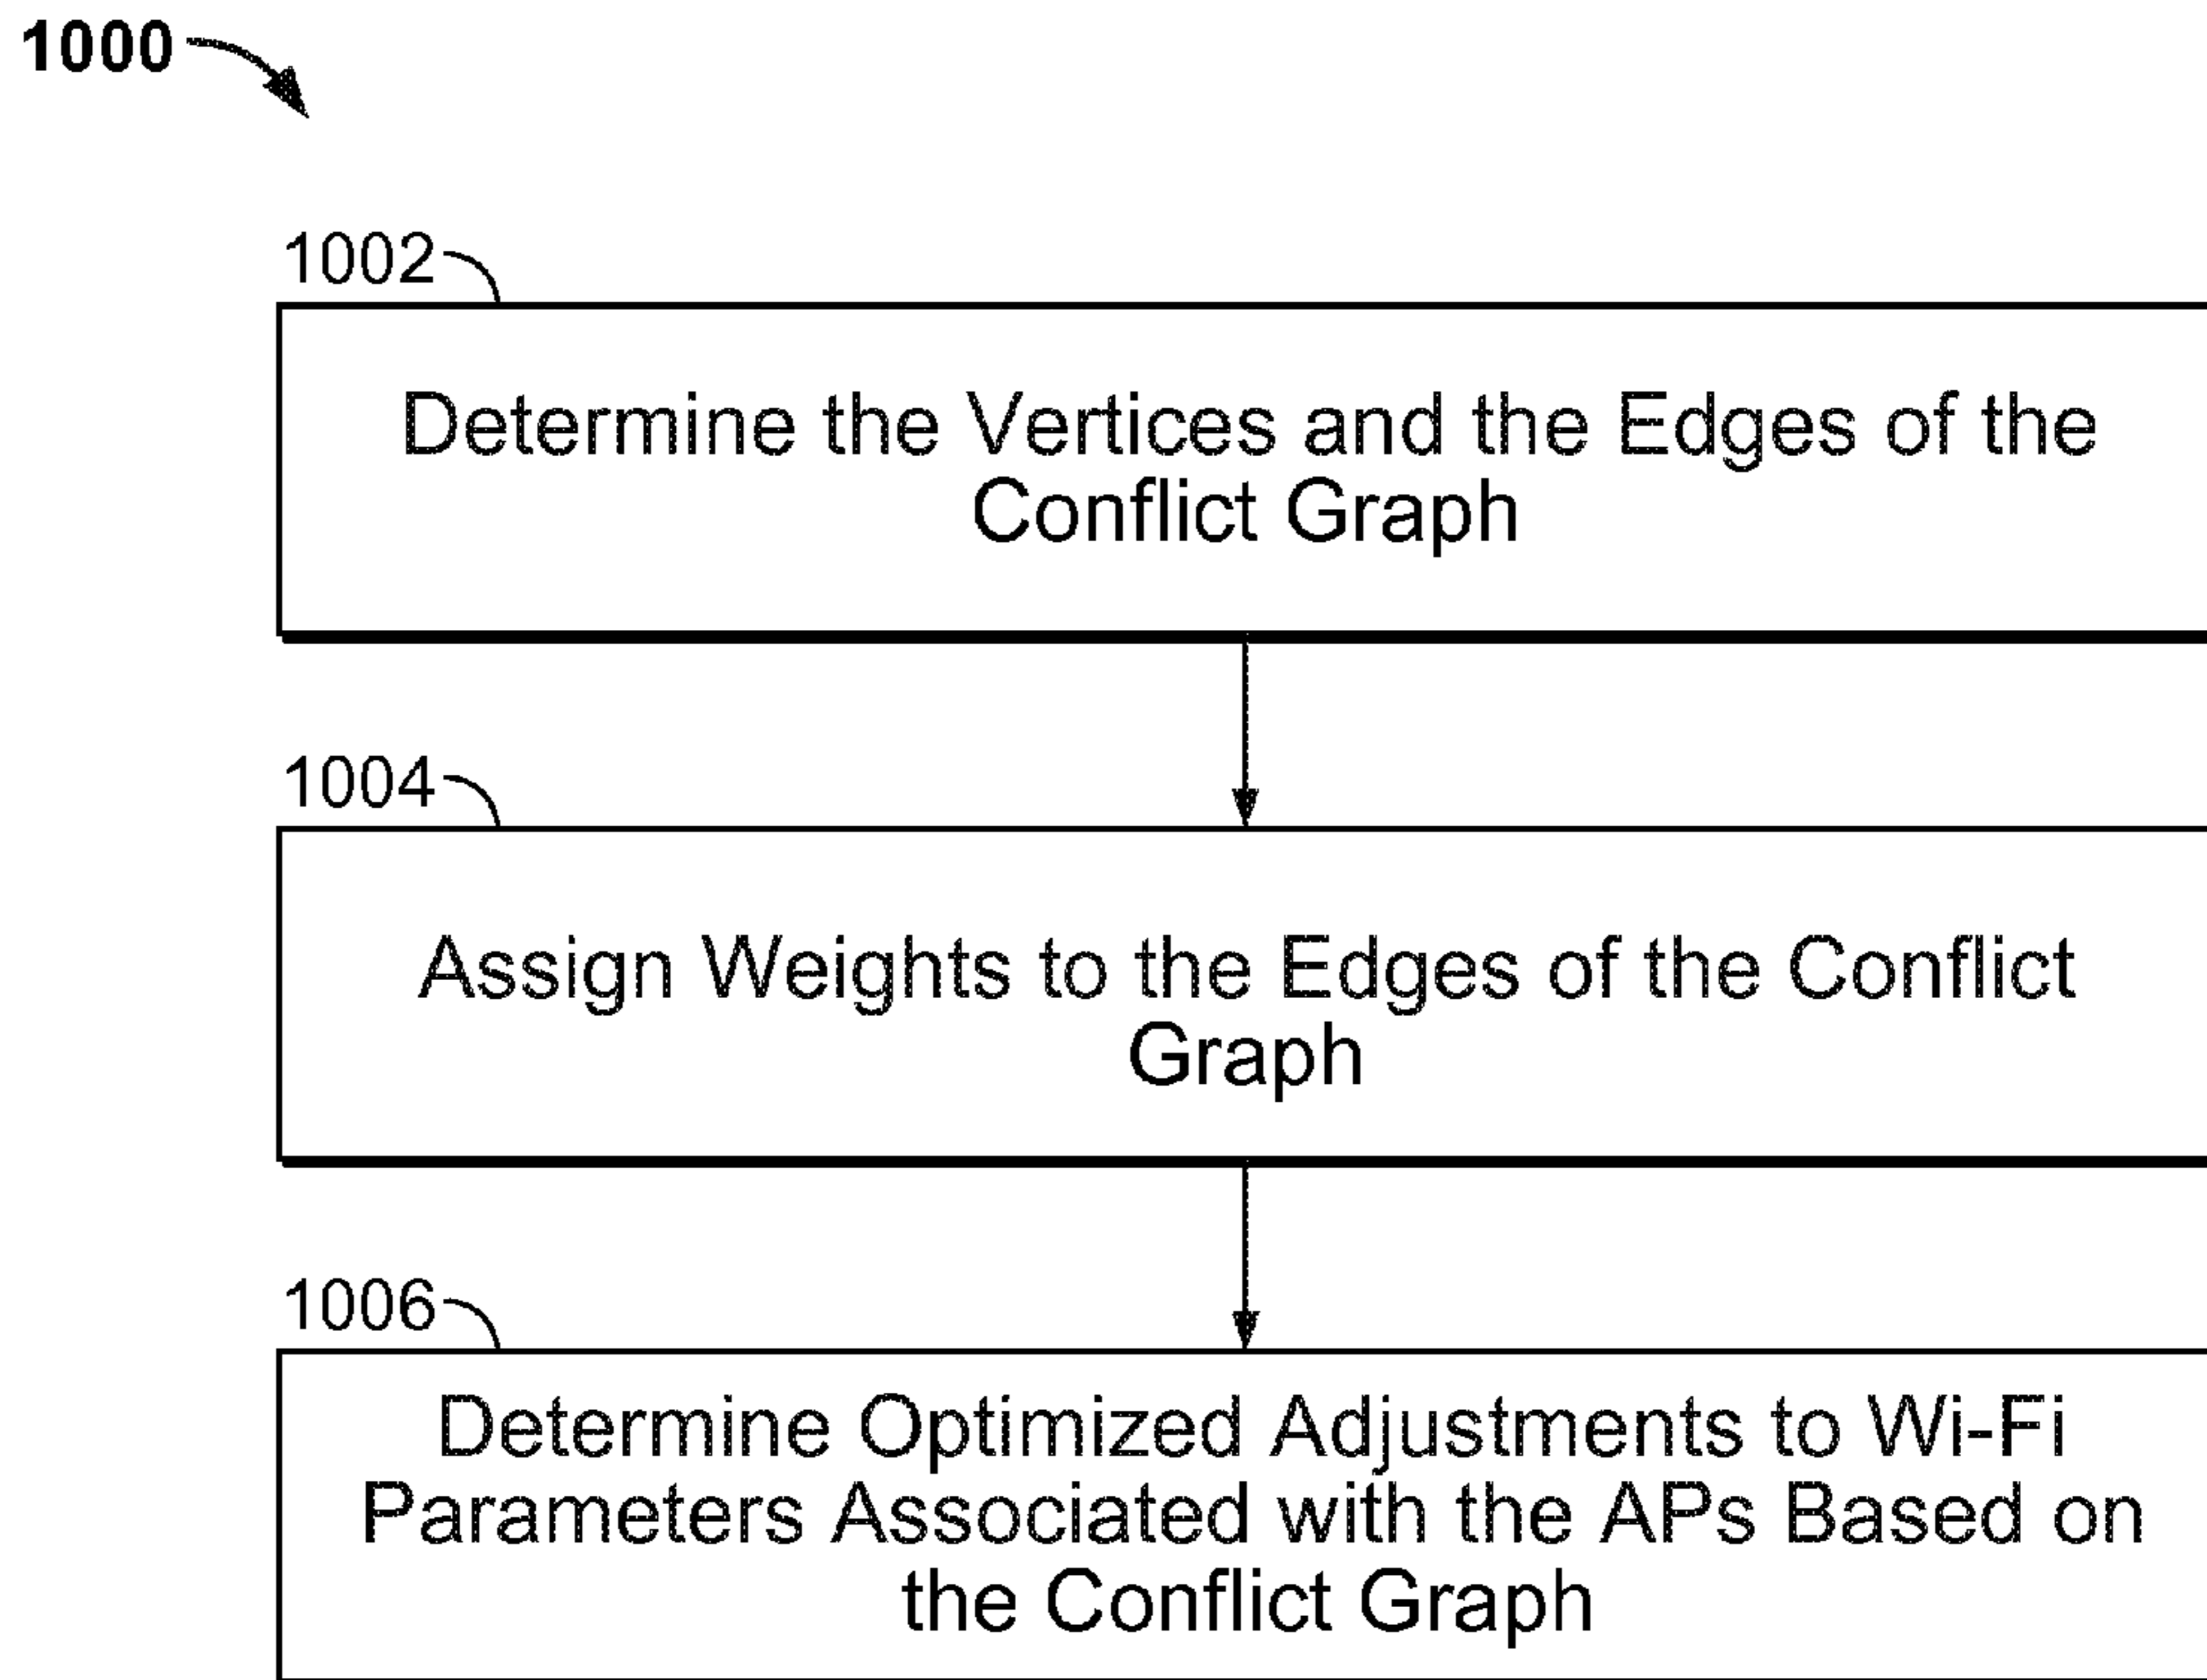 1000
1002
Determine the Vertices and the Edges of the
Conflict Graph
1004
Assign Weights to the Edges of the Conflict
Graph
1006
Determine Optimized Adjustments to Wi-Fi
Parameters Associated with the APs Based on
the Conflict Graph